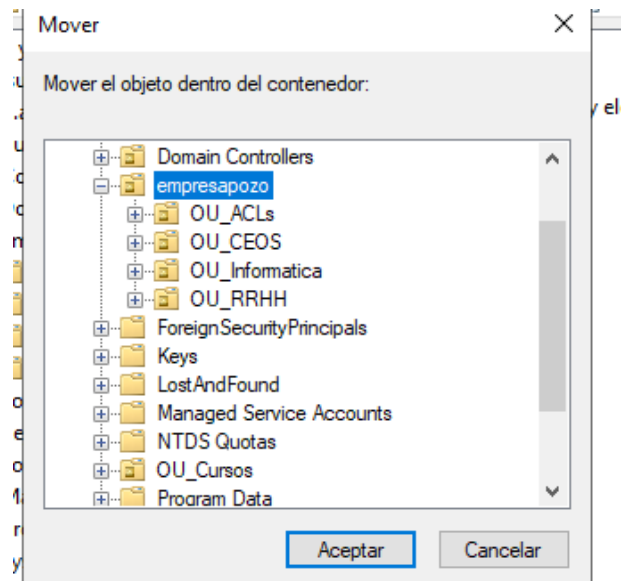 Mover
Mover el objeto dentro del contenedor:
Domain Controllers
empresapozo
OU_ACLs
OU_CEOS
OU_Informatica
OU_RRHH
ForeignSecurityPrincipals
Keys
LostAndFound
Managed Service Accounts
NTDS Quotas
OU_Cursos
Program Data
Aceptar
Cancelar